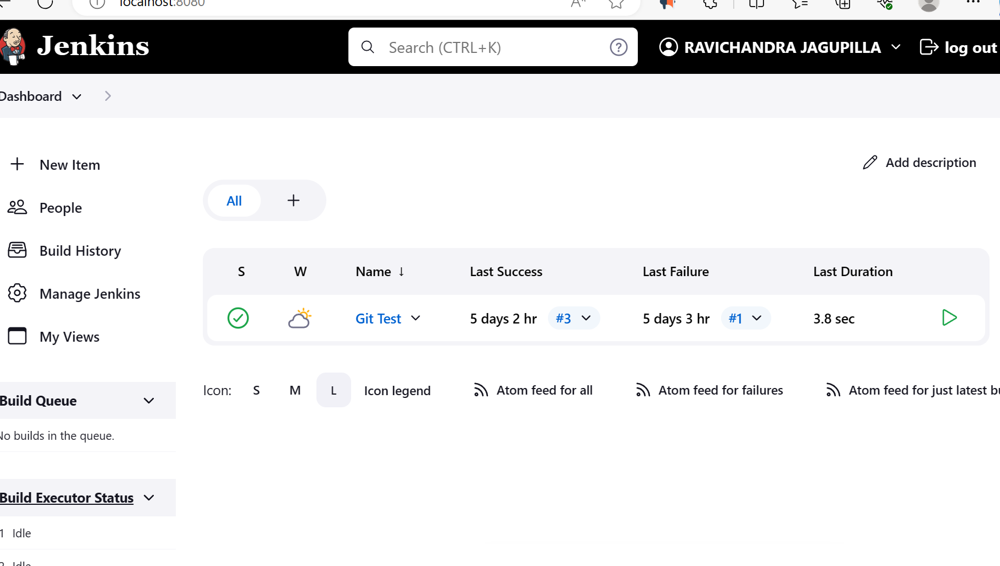 localhost:8080
Jenkins
Search (CTRL+K)
RAVICHANDRA JAGUPILLA
log out
Dashboard
New Item
People
Build History
Manage Jenkins
My Views
Add description
All
S W Name ↓ Last Success Last Failure Last Duration
Git Test 5 days 2 hr #3 5 days 3 hr #1 3.8 sec
Icon: S M L Icon legend Atom feed for all Atom feed for failures Atom feed for just latest bu
Build Queue
No builds in the queue.
Build Executor Status
1 Idle
2 Idle